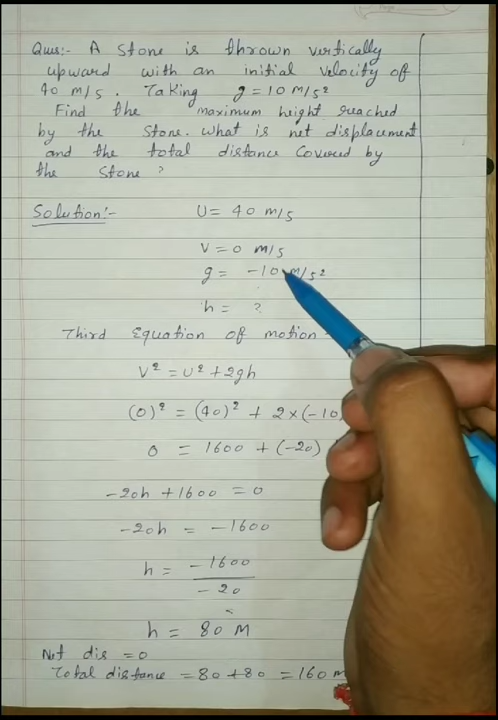 Ques:- A stone is thrown vertically
upward with an initial velocity of
40 m/s. Taking g=10 m/s²
Find the maximum height reached
by the stone. What is net displacement
and the total distance covered by
the stone?
Solution:- U = 40 m/s
V = 0 m/s
g = -10 m/s²
h = ?
Third Equation of motion -
V² = U² + 2gh
(0)² = (40)² + 2×(-10)
0 = 1600 + (-20)
-20h + 1600 = 0
-20h = -1600
h = -1600
-20
h = 80 M
Net dis = 0
Total distance = 80+80 = 160 m